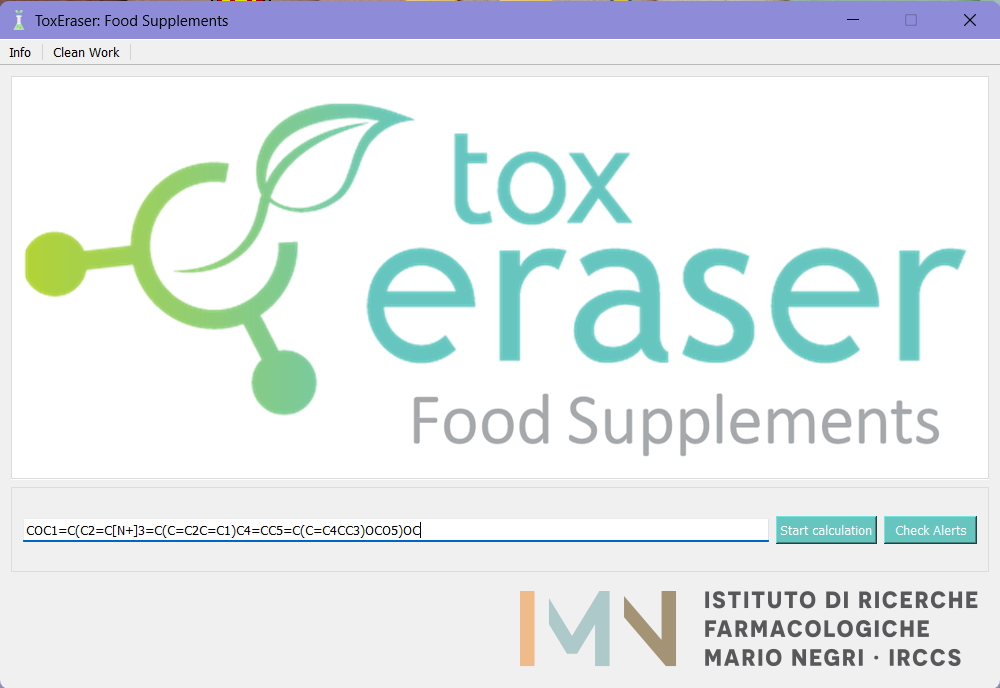 ToxEraser: Food Supplements
Info
Clean Work
tox
eraser
Food Supplements
COC1=C(C2=C[N+]3=C(C=C2C=C1)C4=CC5=C(C=C4CC3)OCO5)OC
Start calculation
Check Alerts
IMN
ISTITUTO DI RICERCHE
FARMACOLOGICHE
MARIO NEGRI · IRCCS